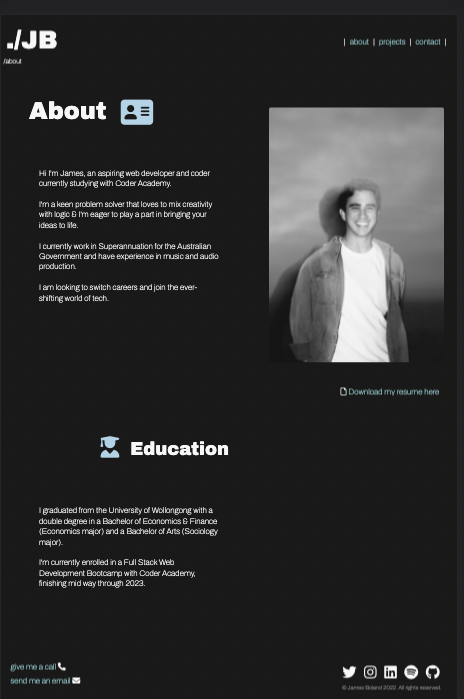 ./JB
| about | projects | contact |
/about
About
Hi I'm James, an aspiring web developer and coder
currently studying with Coder Academy.
I'm a keen problem solver that loves to mix creativity
with logic & I'm eager to play a part in bringing your
ideas to life.
I currently work in Superannuation for the Australian
Government and have experience in music and audio
production.
I am looking to switch careers and join the ever-
shifting world of tech.
Download my resume here
Education
I graduated from the University of Wollongong with a
double degree in a Bachelor of Economics & Finance
(Economics major) and a Bachelor of Arts (Sociology
major).
I'm currently enrolled in a Full Stack Web
Development Bootcamp with Coder Academy,
finishing mid way through 2023.
give me a call
send me an email
© James Boland 2022. All rights reserved.